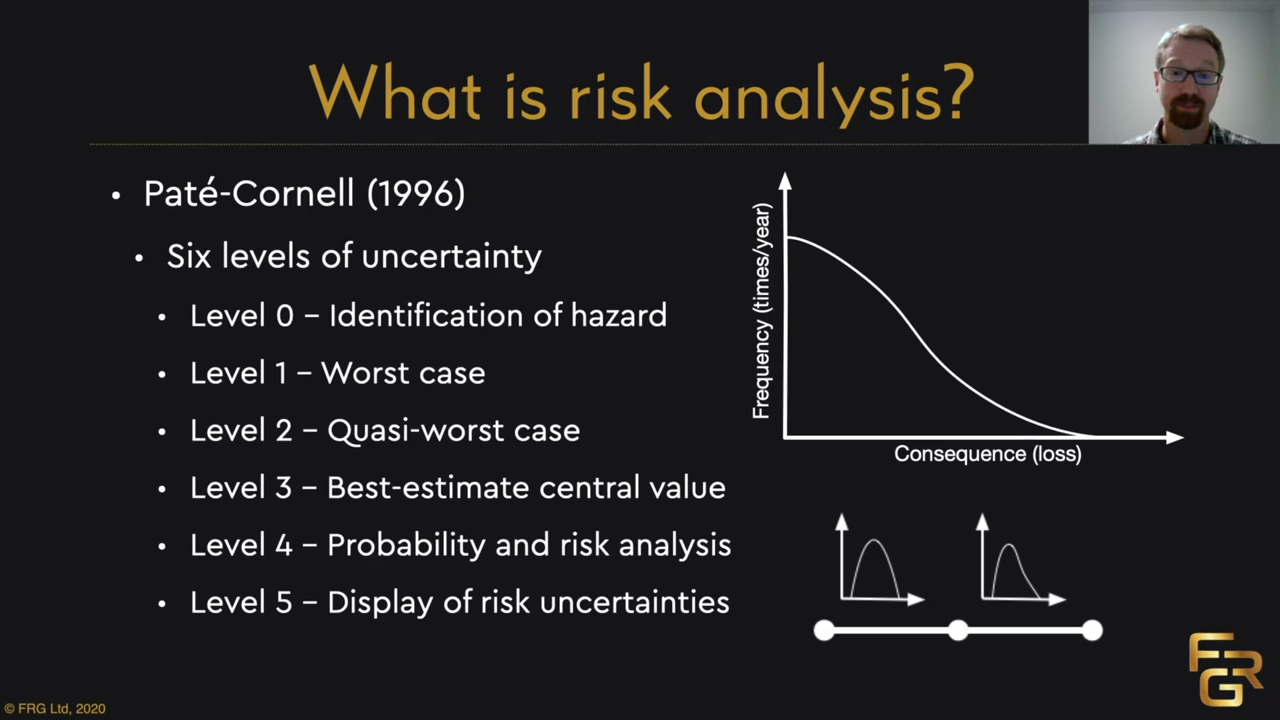 What is risk analysis?
• Paté-Cornell (1996)
• Six levels of uncertainty
• Level 0 – Identification of hazard
• Level 1 – Worst case
• Level 2 – Quasi-worst case
• Level 3 – Best-estimate central value
• Level 4 – Probability and risk analysis
• Level 5 – Display of risk uncertainties
Frequency (times/year)
Consequence (loss)
FRG
© FRG Ltd, 2020